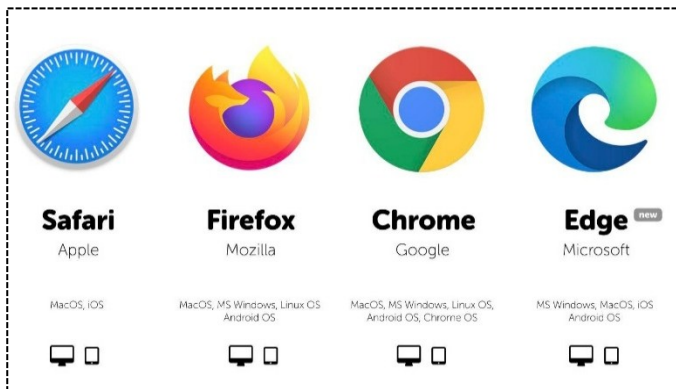 Safari
Apple
MacOS, iOS
Firefox
Mozilla
MacOS, MS Windows, Linux OS
Android OS
Chrome
Google
MacOS, MS Windows, Linux OS,
Android OS, Chrome OS
Edge new
Microsoft
MS Windows, MacOS, iOS
Android OS